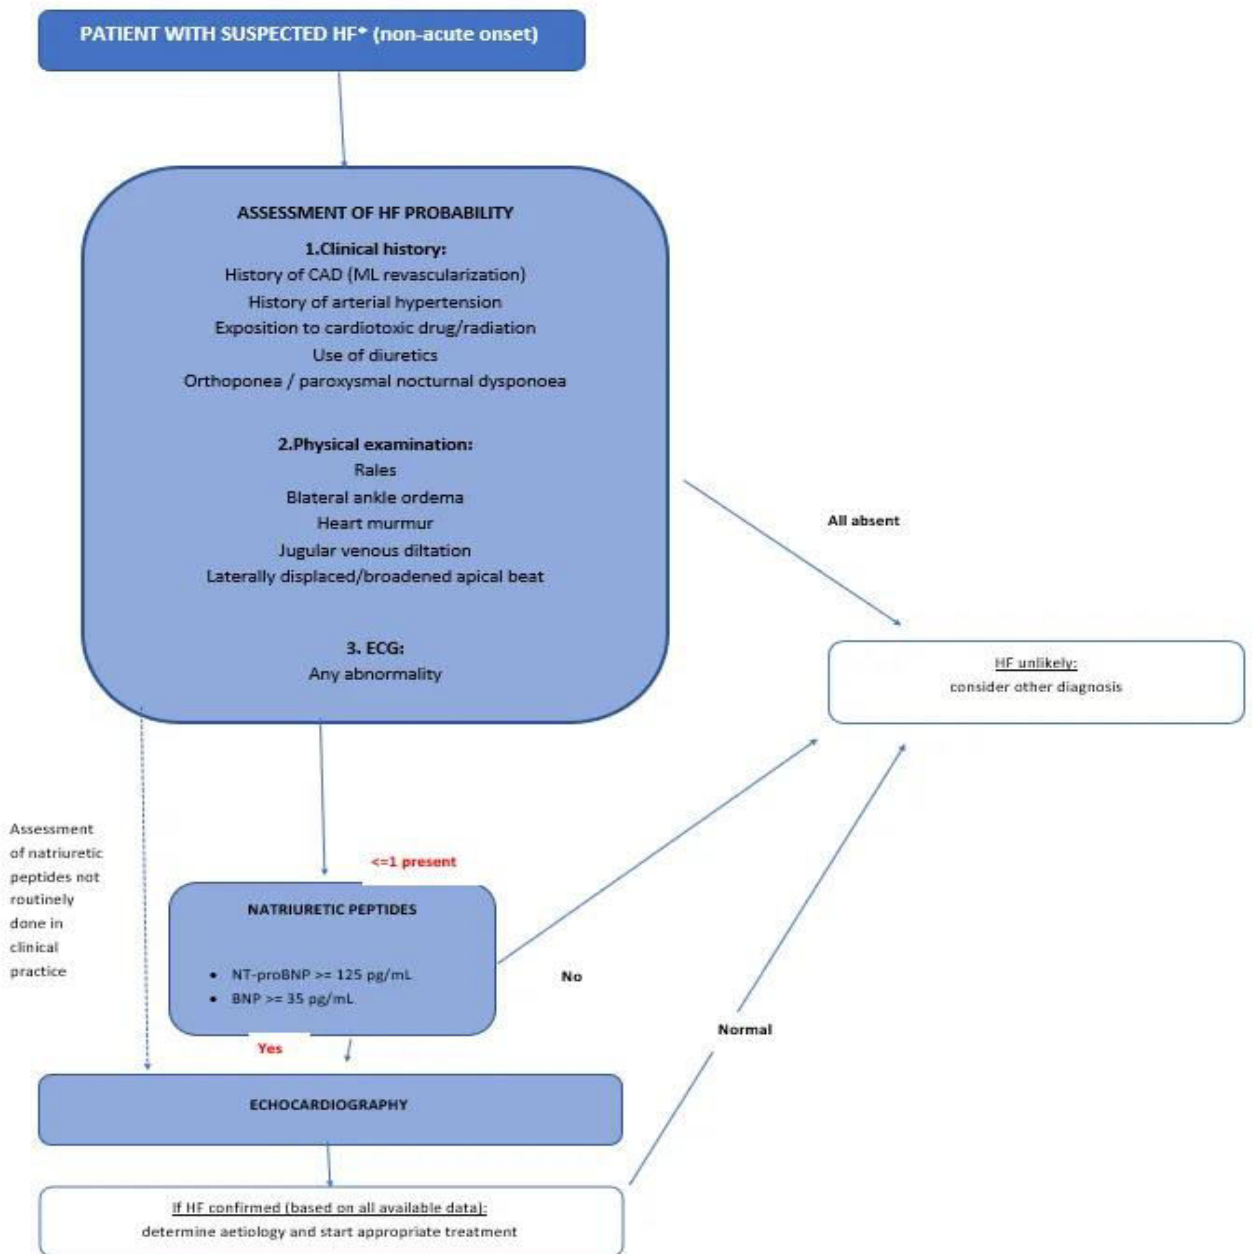 PATIENT WITH SUSPECTED HF* (non-acute onset)
ASSESSMENT OF HF PROBABILITY
1.Clinical history:
History of CAD (ML revascularization)
History of arterial hypertension
Exposition to cardiotoxic drug/radiation
Use of diuretics
Orthoponea / paroxysmal nocturnal dysponoea
2.Physical examination:
Rales
Blateral ankle ordema
Heart murmur
Jugular venous diltation
Laterally displaced/broadened apical beat
3. ECG:
Any abnormality
All absent
HF unlikely:
consider other diagnosis
Assessment
of natriuretic
peptides not
routinely
done in
clinical
practice
<=1 present
NATRIURETIC PEPTIDES
• NT-proBNP >= 125 pg/mL
• BNP >= 35 pg/mL
No
Yes
Normal
ECHOCARDIOGRAPHY
If HF confirmed (based on all available data):
determine aetiology and start appropriate treatment